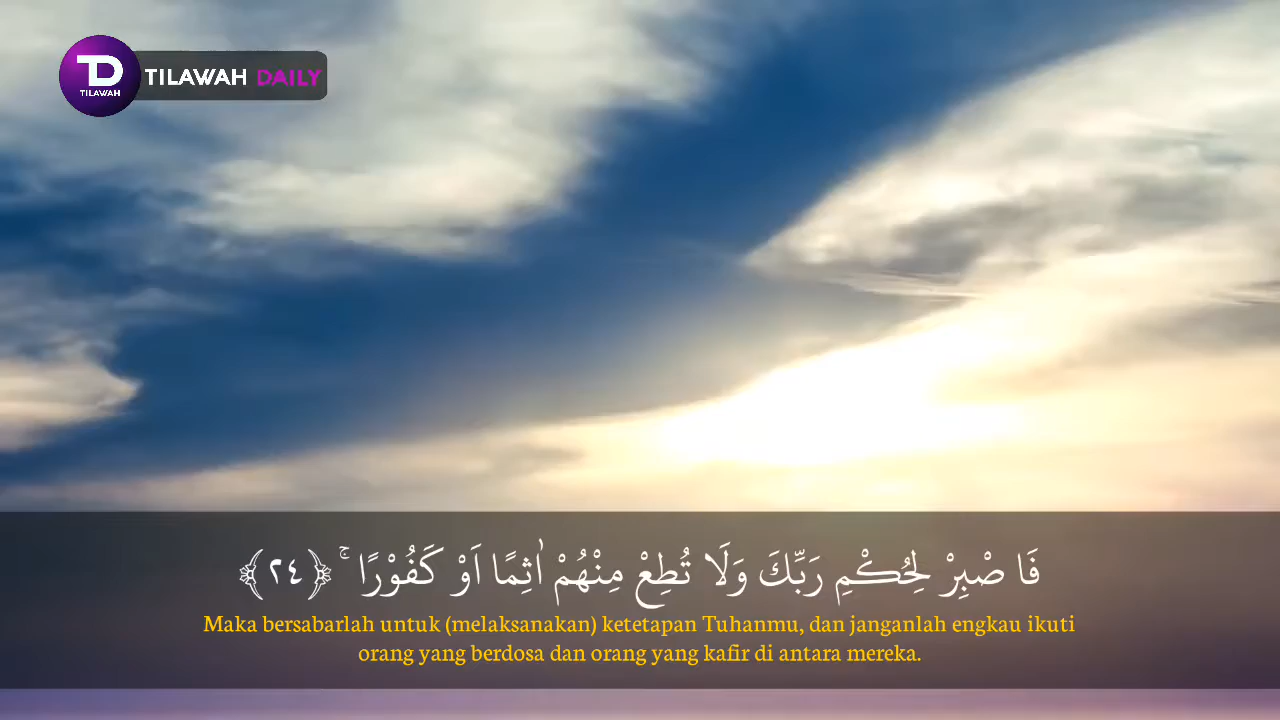 TD
TILAWAH
TILAWAH DAILY
فَا صْبِرْ لِحُكْمِ رَبِّكَ وَلَا تُطِعْ مِنْهُمْ اٰثِمًا اَوْ كَفُوْرًا ۚ ﴿٢٤﴾
Maka bersabarlah untuk (melaksanakan) ketetapan Tuhanmu, dan janganlah engkau ikuti
orang yang berdosa dan orang yang kafir di antara mereka.